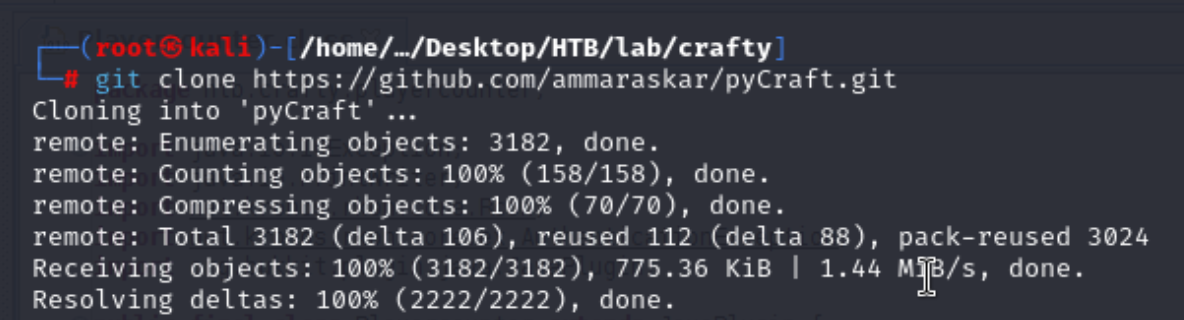 ┌──(root㉿kali)-[/home/…/Desktop/HTB/lab/crafty]
└─# git clone https://github.com/ammaraskar/pyCraft.git
Cloning into 'pyCraft'...
remote: Enumerating objects: 3182, done.
remote: Counting objects: 100% (158/158), done.
remote: Compressing objects: 100% (70/70), done.
remote: Total 3182 (delta 106), reused 112 (delta 88), pack-reused 3024
Receiving objects: 100% (3182/3182), 775.36 KiB | 1.44 MiB/s, done.
Resolving deltas: 100% (2222/2222), done.